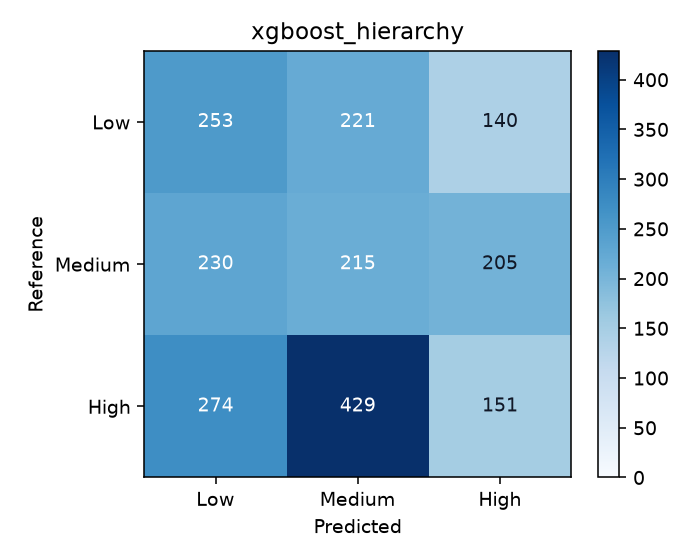 xgboost_hierarchy
Low 253 221 140
Medium 230 215 205
High 274 429 151
Low Medium High
Predicted
Reference
400
350
300
250
200
150
100
50
0